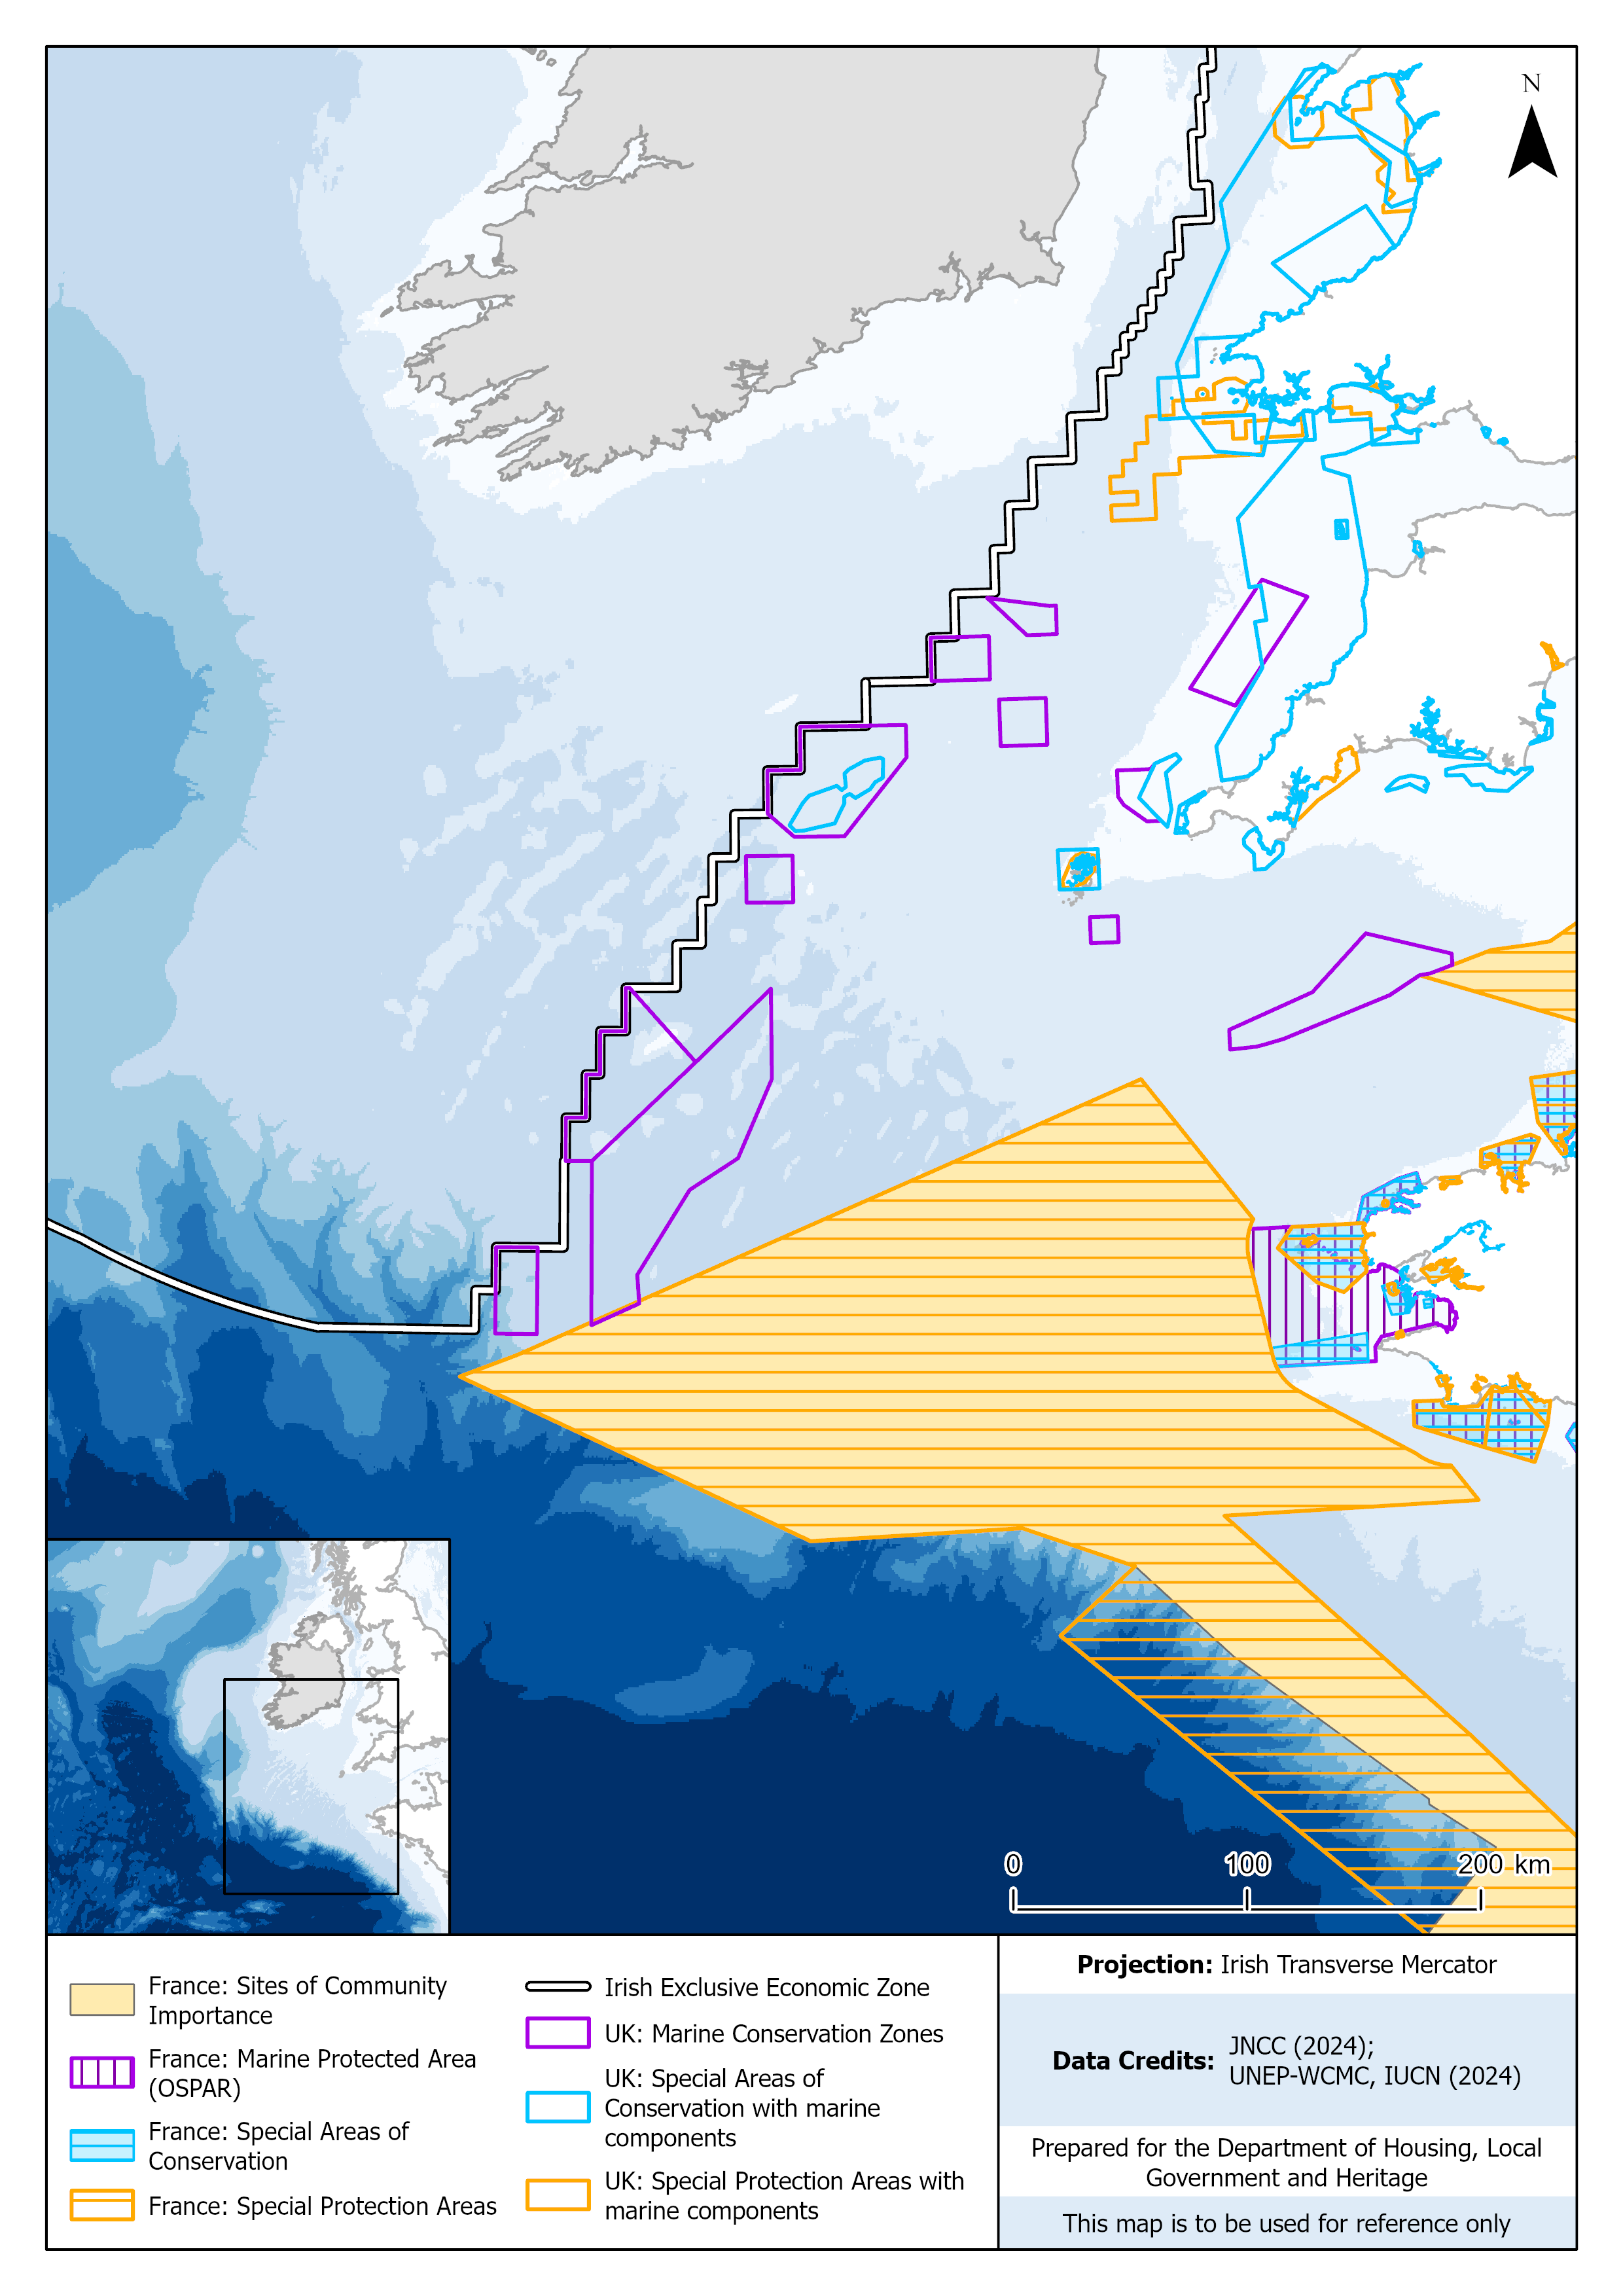 N
0 100 200 km
France: Sites of Community
Importance
France: Marine Protected Area
(OSPAR)
France: Special Areas of
Conservation
France: Special Protection Areas
Irish Exclusive Economic Zone
UK: Marine Conservation Zones
UK: Special Areas of
Conservation with marine
components
UK: Special Protection Areas with
marine components
Projection: Irish Transverse Mercator
Data Credits: JNCC (2024);
UNEP-WCMC, IUCN (2024)
Prepared for the Department of Housing, Local
Government and Heritage
This map is to be used for reference only